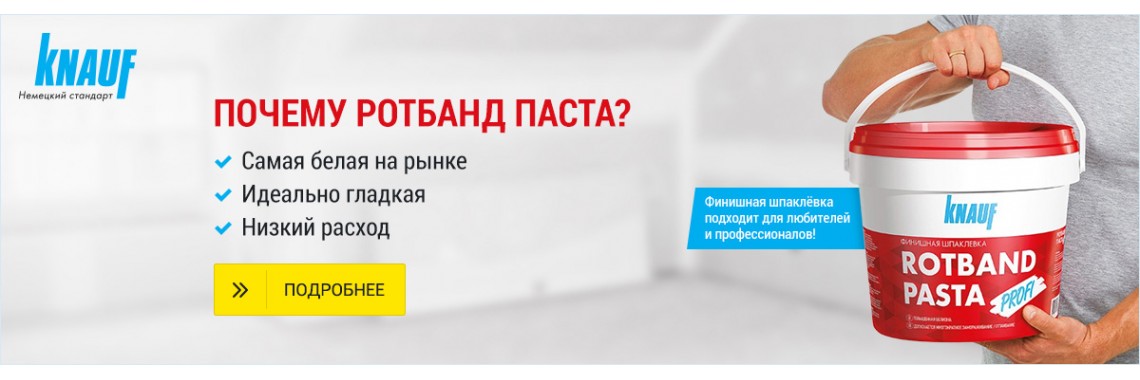 KNAUF
Немецкий стандарт
ПОЧЕМУ РОТБАНД ПАСТА?
Самая белая на рынке
Идеально гладкая
Низкий расход
ПОДРОБНЕЕ
Финишная шпаклёвка
подходит для любителей
и профессионалов!
KNAUF
ФИНИШНАЯ ШПАКЛЕВКА
ROTBAND
PASTA PROFI